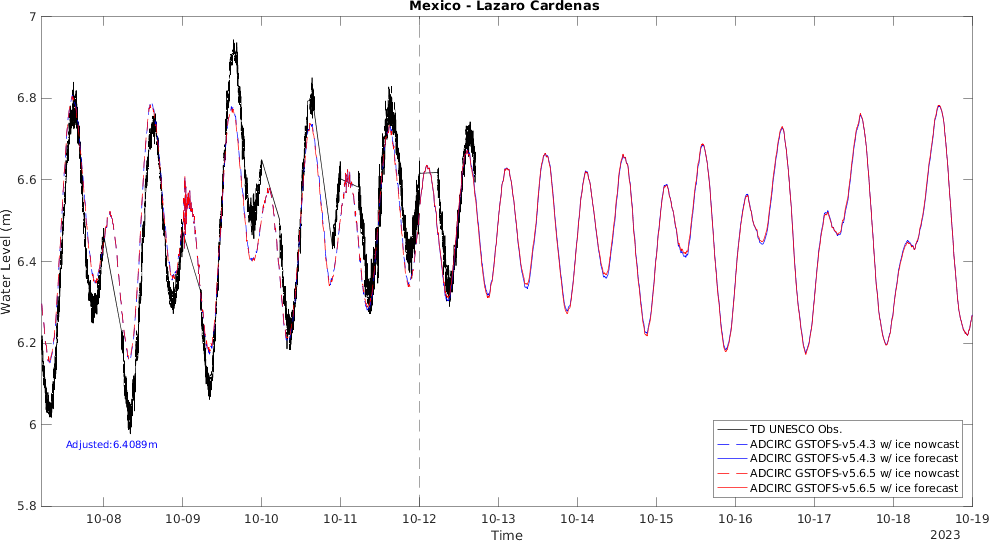 Mexico - Lazaro Cardenas
7
6.8
6.6
6.4
6.2
6
5.8
Water Level (m)
Adjusted:6.4089m
TD UNESCO Obs.
ADCIRC GSTOFS-v5.4.3 w/ ice nowcast
ADCIRC GSTOFS-v5.4.3 w/ ice forecast
ADCIRC GSTOFS-v5.6.5 w/ ice nowcast
ADCIRC GSTOFS-v5.6.5 w/ ice forecast
10-08 10-09 10-10 10-11 10-12 10-13 10-14 10-15 10-16 10-17 10-18 10-19
Time
2023